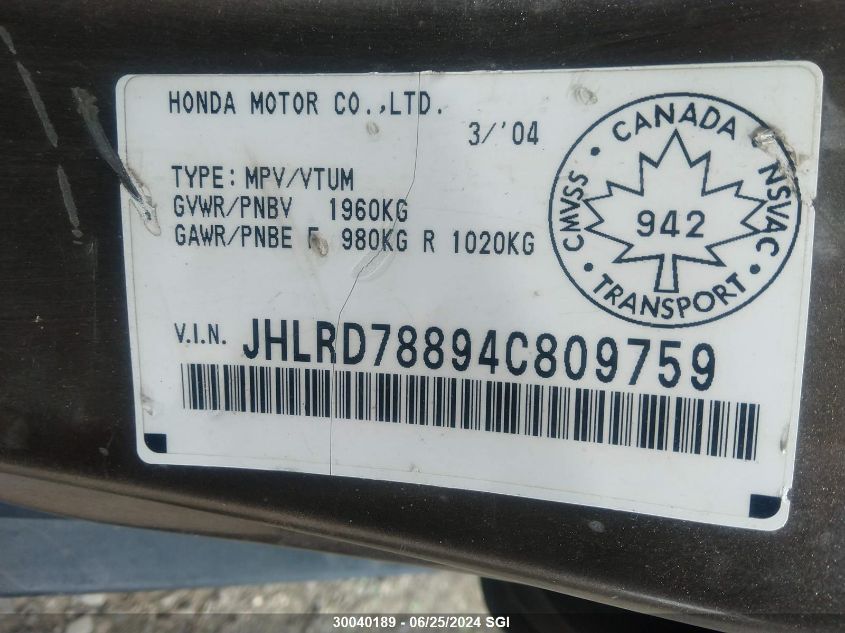 HONDA MOTOR CO.,LTD.
3/'04
TYPE: MPV/VTUM
GVWR/PNBV 1960KG
GAWR/PNBE F 980KG R 1020KG
CANADA
CMVSS • NSVAC
942
TRANSPORT
V.I.N. JHLRD78894C809759
30040189 - 06/25/2024 SGI